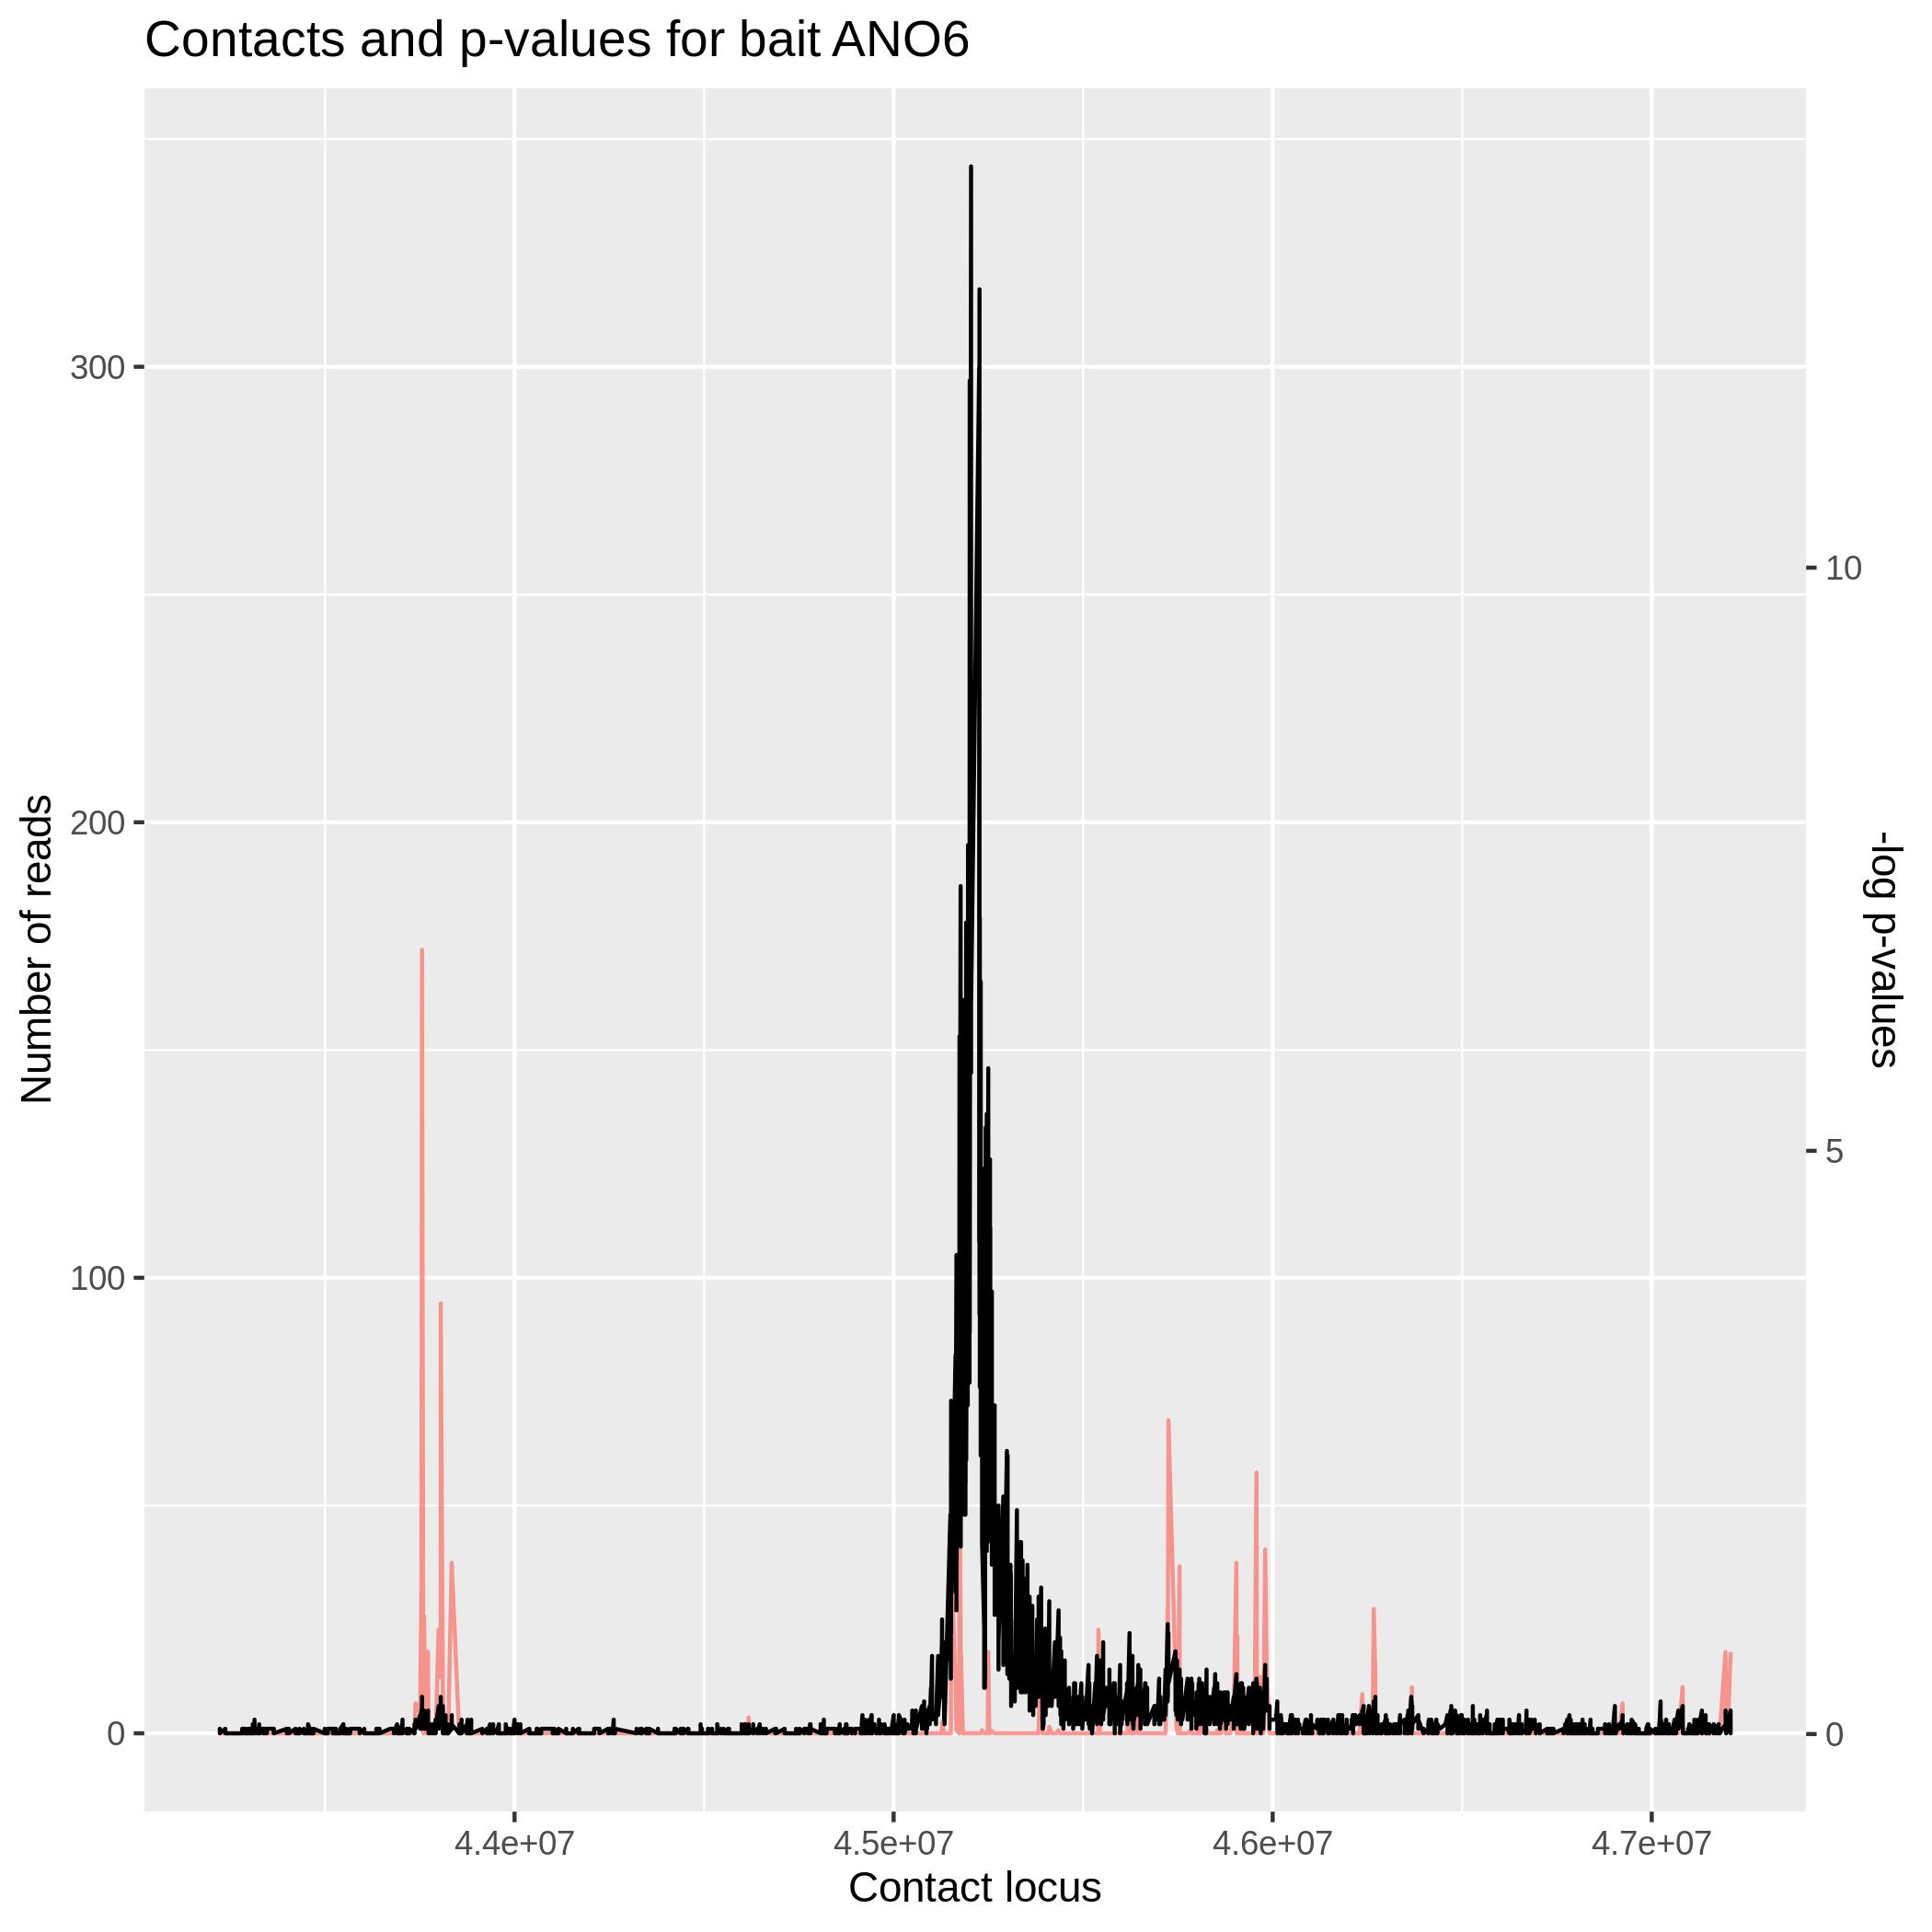 Contacts and p-values for bait ANO6
Number of reads
300
200
100
0
10
5
0
-log p-values
4.4e+07 4.5e+07 4.6e+07 4.7e+07
Contact locus